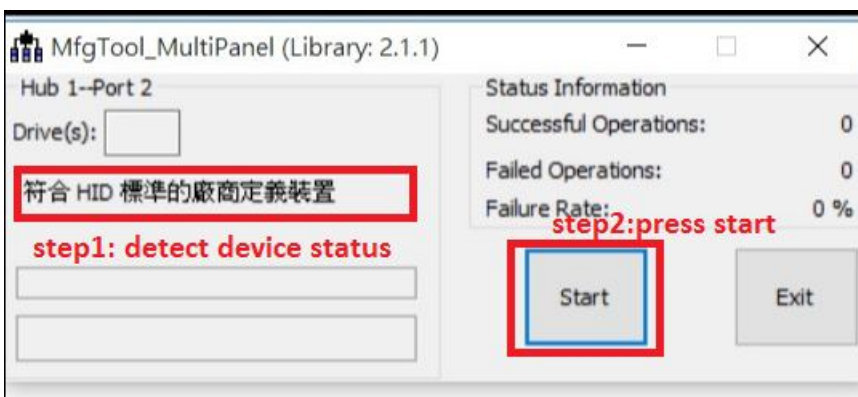 MfgTool_MultiPanel (Library: 2.1.1)
Hub 1--Port 2
Drive(s):
符合 HID 標準的廠商定義裝置
step1: detect device status
Status Information
Successful Operations: 0
Failed Operations: 0
Failure Rate: 0 %
step2:press start
Start
Exit